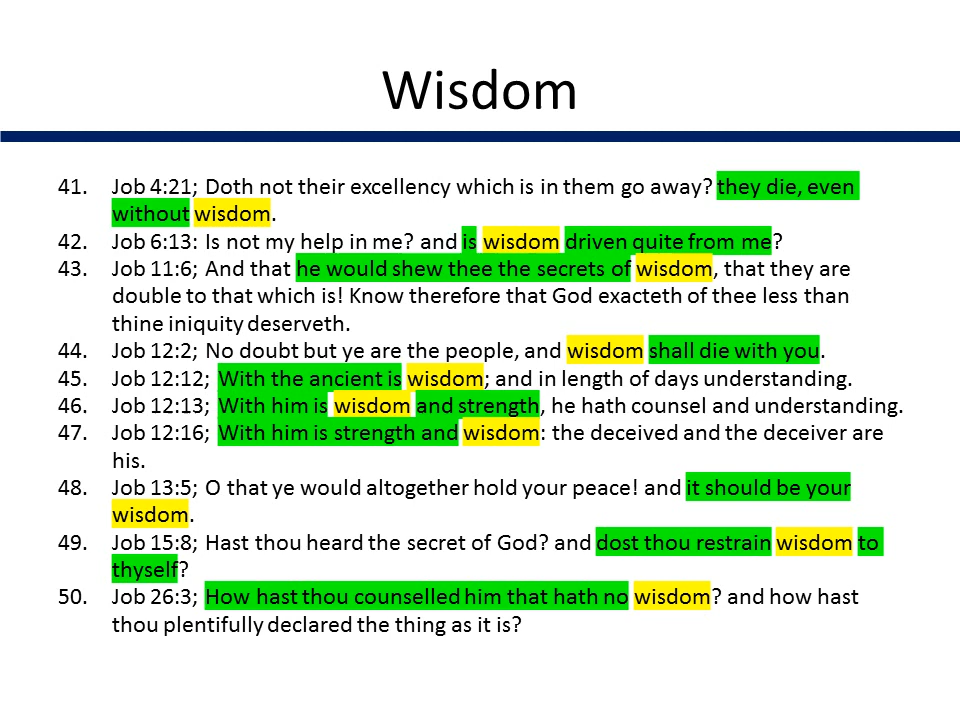 Wisdom
41. Job 4:21; Doth not their excellency which is in them go away? they die, even
without wisdom.
42. Job 6:13: Is not my help in me? and is wisdom driven quite from me?
43. Job 11:6; And that he would shew thee the secrets of wisdom, that they are
double to that which is! Know therefore that God exacteth of thee less than
thine iniquity deserveth.
44. Job 12:2; No doubt but ye are the people, and wisdom shall die with you.
45. Job 12:12; With the ancient is wisdom; and in length of days understanding.
46. Job 12:13; With him is wisdom and strength, he hath counsel and understanding.
47. Job 12:16; With him is strength and wisdom: the deceived and the deceiver are
his.
48. Job 13:5; O that ye would altogether hold your peace! and it should be your
wisdom.
49. Job 15:8; Hast thou heard the secret of God? and dost thou restrain wisdom to
thyself?
50. Job 26:3; How hast thou counselled him that hath no wisdom? and how hast
thou plentifully declared the thing as it is?